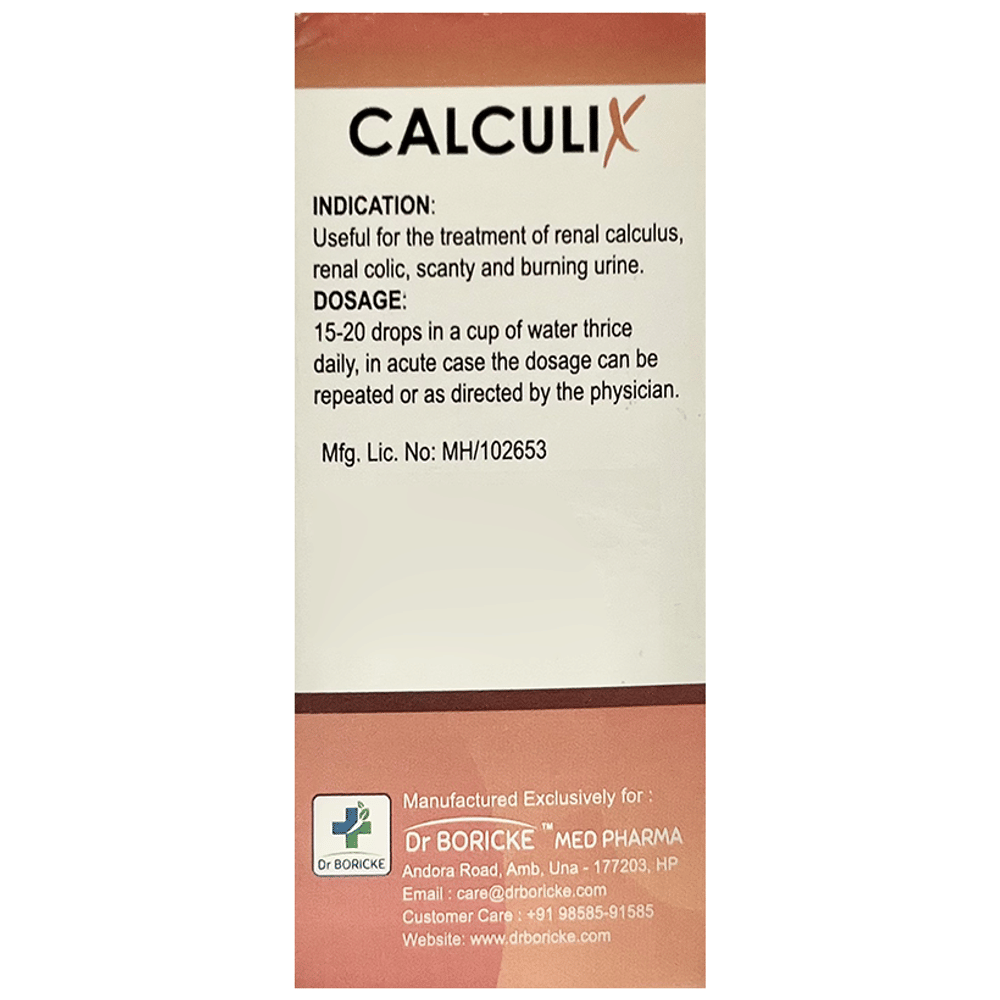 CALCULIX
INDICATION:
Useful for the treatment of renal calculus,
renal colic, scanty and burning urine.
DOSAGE:
15-20 drops in a cup of water thrice
daily, in acute case the dosage can be
repeated or as directed by the physician.
Mfg. Lic. No: MH/102653
Dr BORICKE
Manufactured Exclusively for :
Dr BORICKE ™ MED PHARMA
Andora Road, Amb, Una - 177203, HP
Email : care@drboricke.com
Customer Care : +91 98585-91585
Website: www.drboricke.com